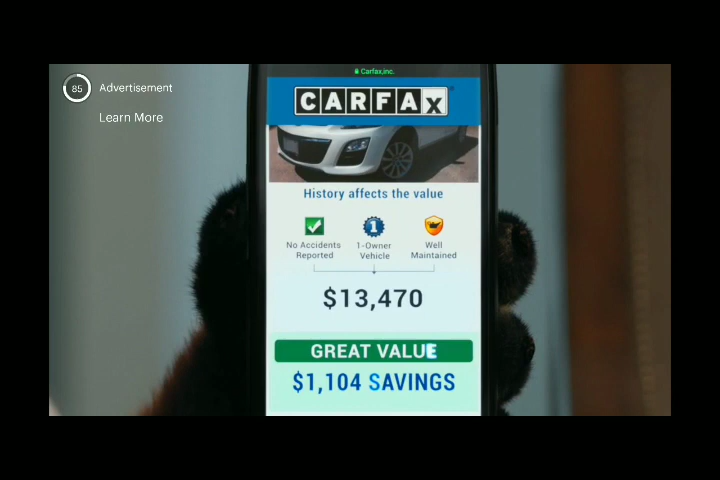 Carfax,inc.
85
Advertisement
Learn More
CARFAX
History affects the value
1
No Accidents
Reported
1-Owner
Vehicle
Well
Maintained
$13,470
GREAT VALUE
$1,104 SAVINGS